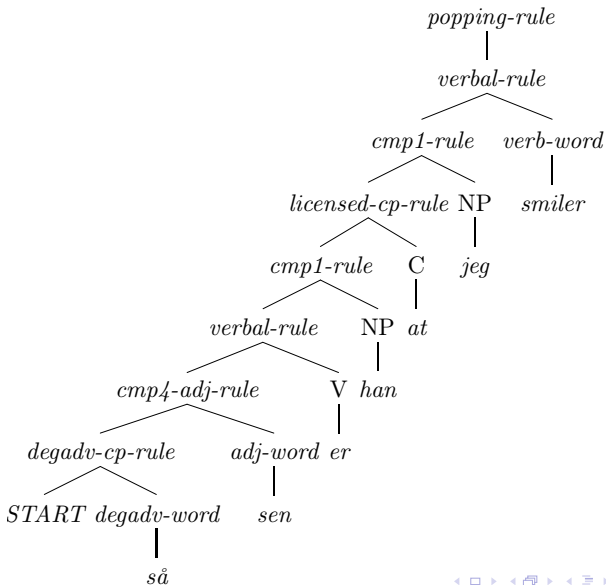 popping-rule
verbal-rule
cmp1-rule verb-word
licensed-cp-rule NP smiler
cmp1-rule C jeg
verbal-rule NP at
cmp4-adj-rule V han
degadv-cp-rule adj-word er
START degadv-word sen
så